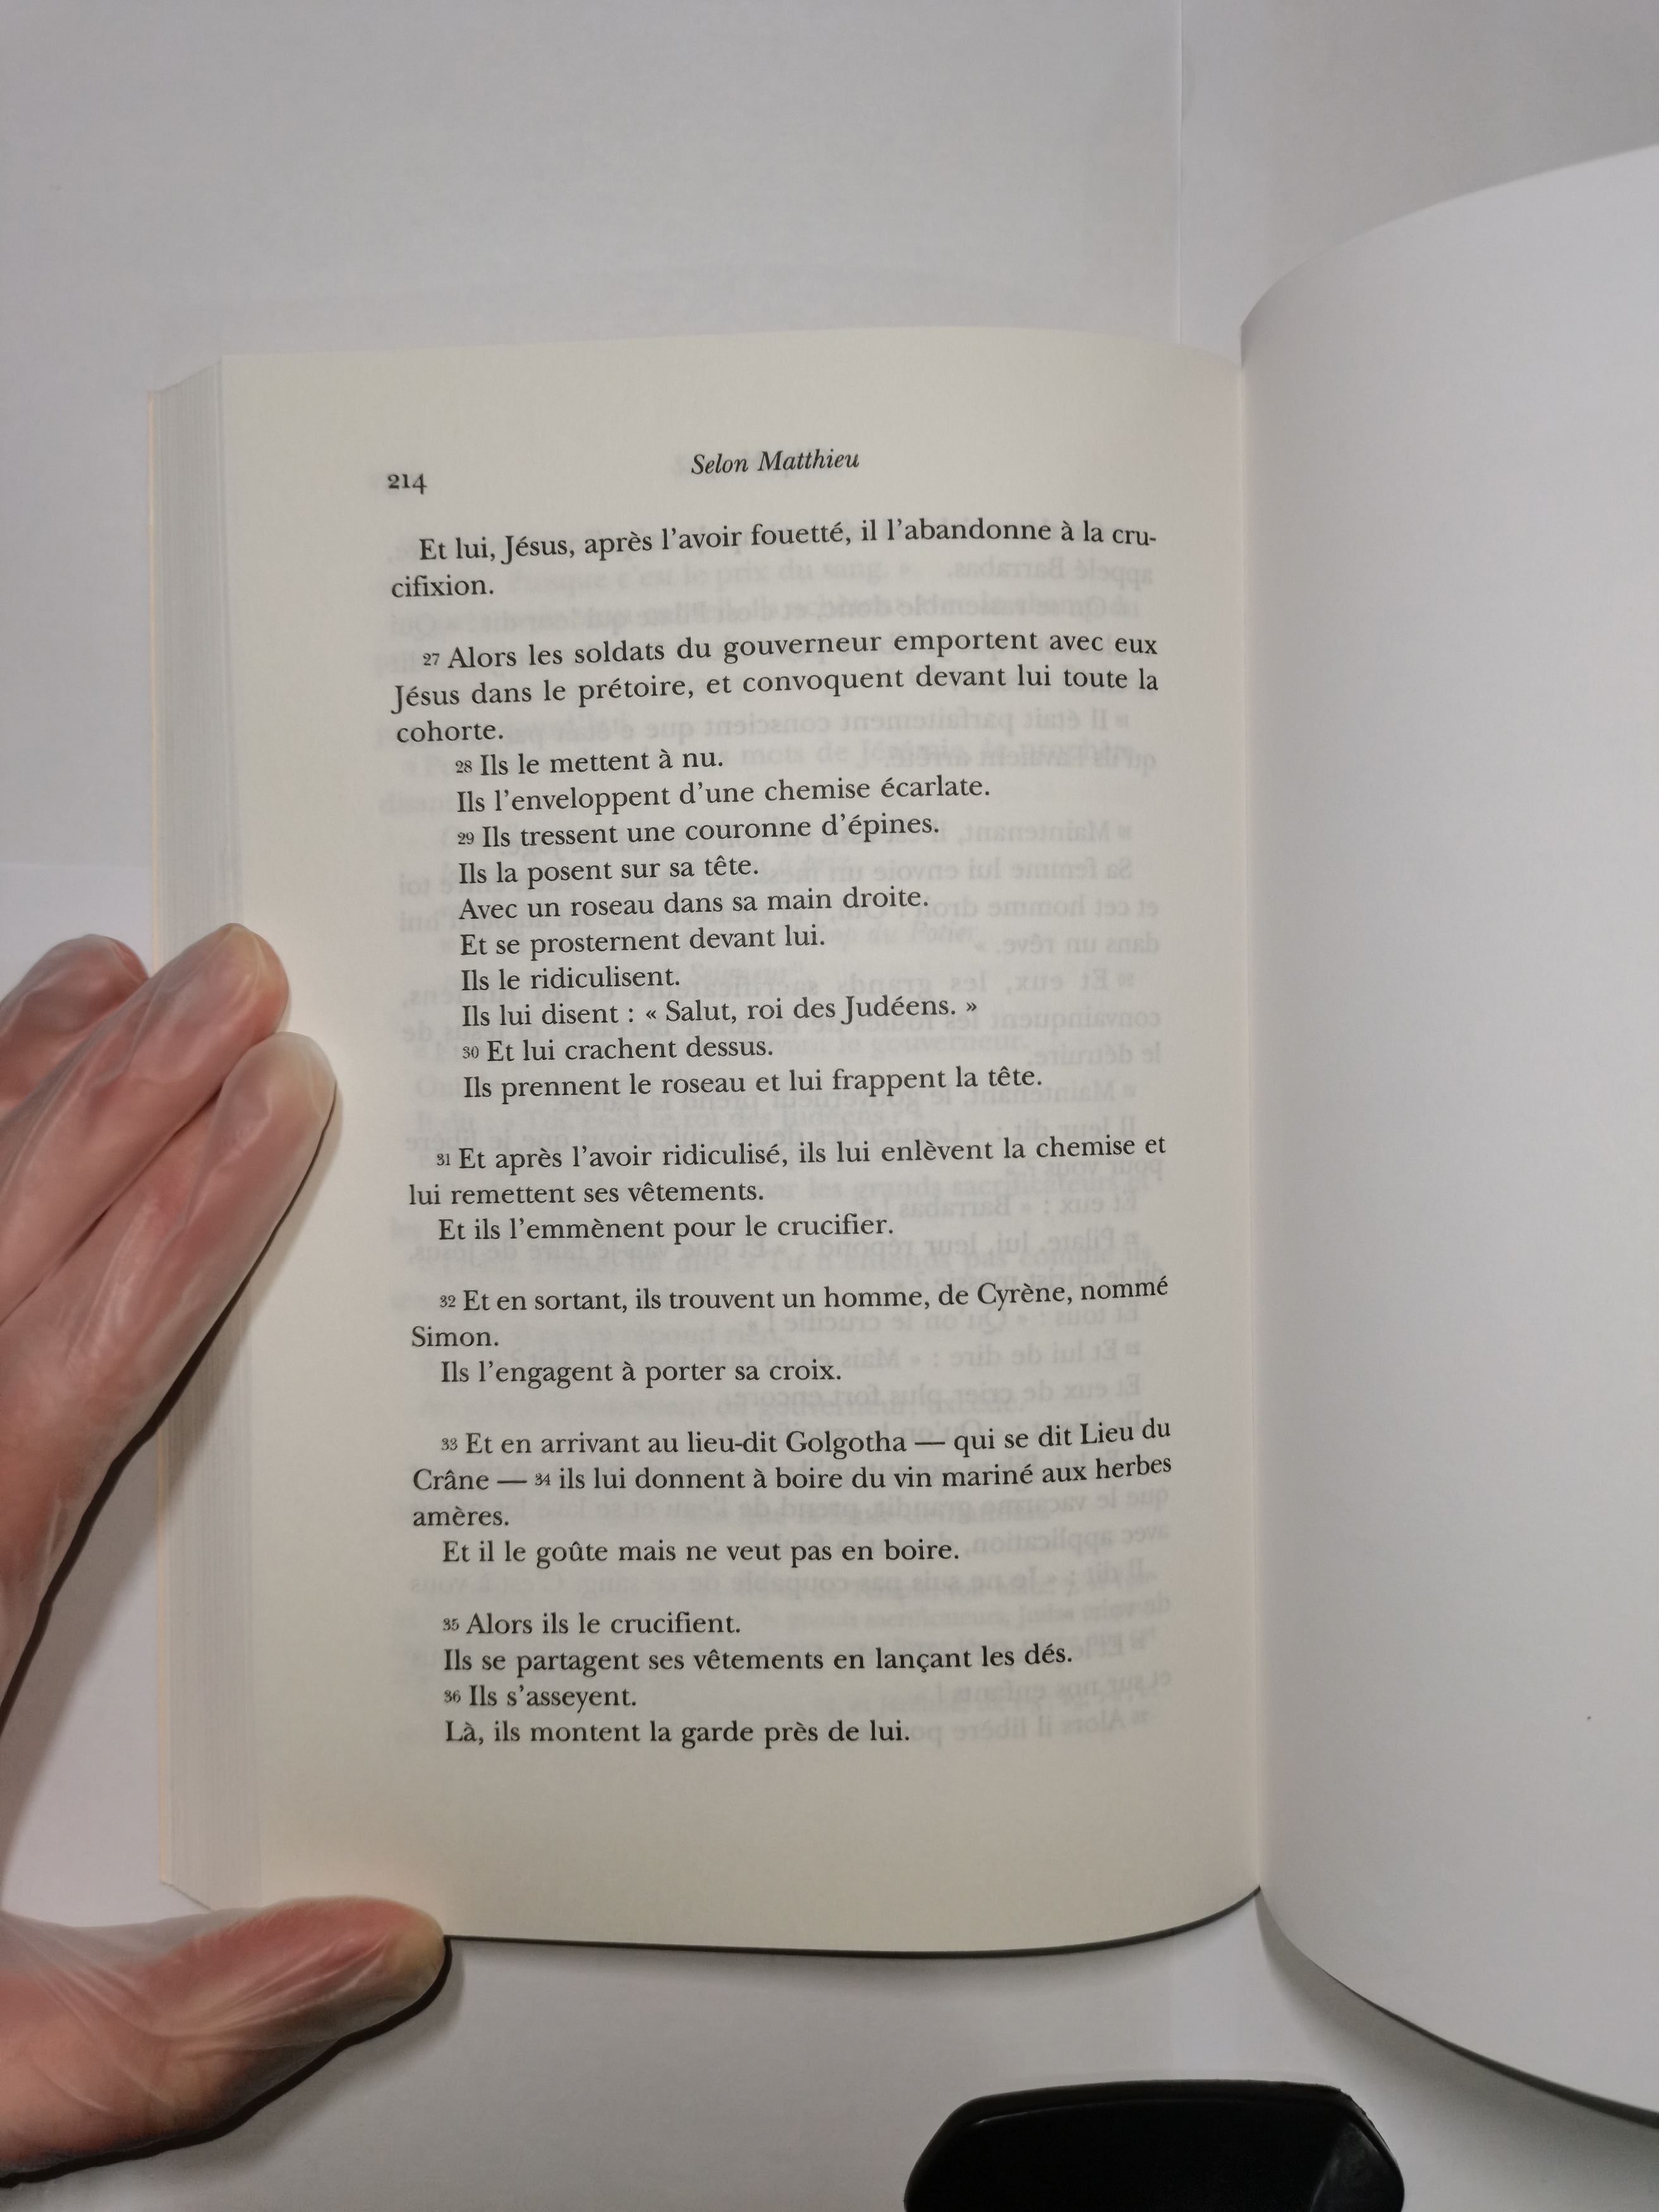 214
Selon Matthieu
Et lui, Jésus, après l’avoir fouetté, il l’abandonne à la cru-
cifixion.
27 Alors les soldats du gouverneur emportent avec eux
Jésus dans le prétoire, et convoquent devant lui toute la
cohorte.
28 Ils le mettent à nu.
Ils l’enveloppent d’une chemise écarlate.
29 Ils tressent une couronne d’épines.
Ils la posent sur sa tête.
Avec un roseau dans sa main droite.
Et se prosternent devant lui.
Ils le ridiculisent.
Ils lui disent : « Salut, roi des Judéens. »
30 Et lui crachent dessus.
Ils prennent le roseau et lui frappent la tête.
31 Et après l’avoir ridiculisé, ils lui enlèvent la chemise et
lui remettent ses vêtements.
Et ils l’emmènent pour le crucifier.
32 Et en sortant, ils trouvent un homme, de Cyrène, nommé
Simon.
Ils l’engagent à porter sa croix.
33 Et en arrivant au lieu-dit Golgotha — qui se dit Lieu du
Crâne — 34 ils lui donnent à boire du vin mariné aux herbes
amères.
Et il le goûte mais ne veut pas en boire.
35 Alors ils le crucifient.
Ils se partagent ses vêtements en lançant les dés.
36 Ils s’asseyent.
Là, ils montent la garde près de lui.